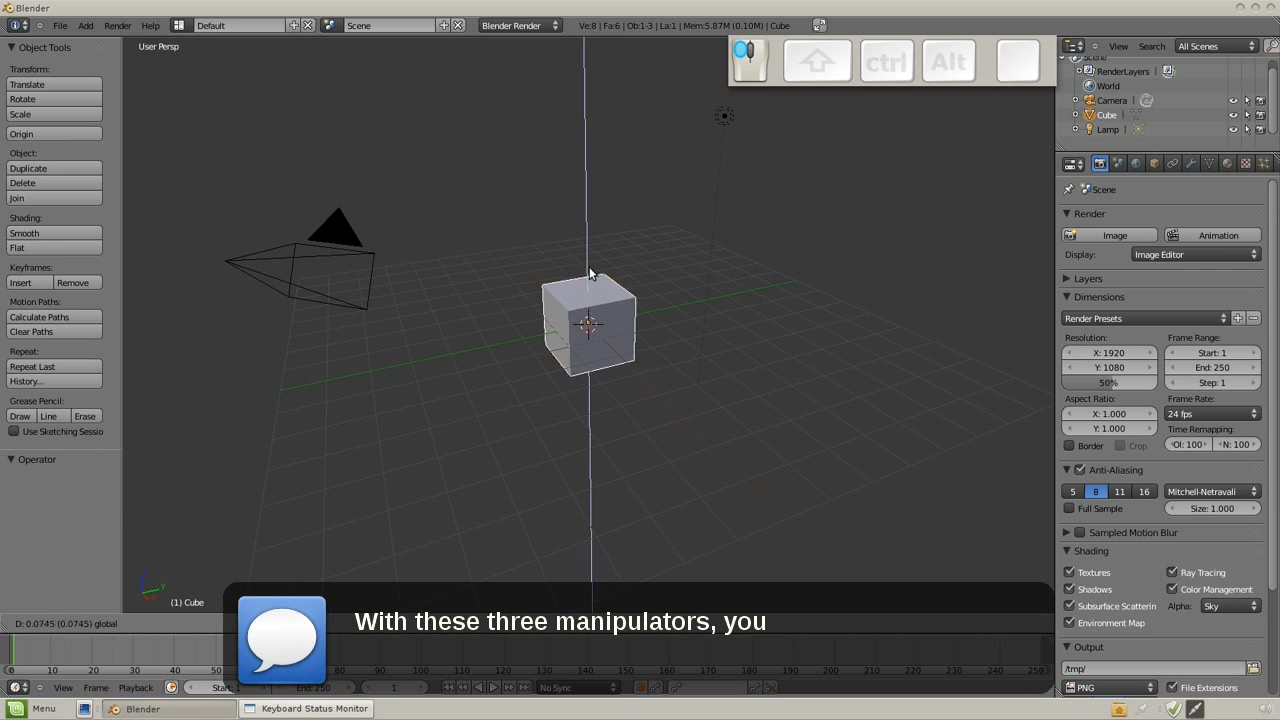 Blender
File Add Render Help Default Scene Blender Render Ve:8 | Fa:6 | Ob:1-3 | La:1 | Mem:5.87M (0.10M) | Cube
Object Tools
Transform:
Translate
Rotate
Scale
Origin
Object:
Duplicate
Delete
Join
Shading:
Smooth
Flat
Keyframes:
Insert Remove
Motion Paths:
Calculate Paths
Clear Paths
Repeat:
Repeat Last
History...
Grease Pencil:
Draw Line Erase
Use Sketching Sessio
Operator
User Persp
ctrl Alt
y
(1) Cube
With these three manipulators, you
View Search All Scenes
Scene
RenderLayers
World
Camera
Cube
Lamp
Scene
Render
Image Animation
Display: Image Editor
Layers
Dimensions
Render Presets
Resolution: Frame Range:
X: 1920 Start: 1
Y: 1080 End: 250
50% Step: 1
Aspect Ratio: Frame Rate:
X: 1.000 24 fps
Y: 1.000 Time Remapping:
Border Crop Ol: 100 N: 100
Anti-Aliasing
5 8 11 16 Mitchell-Netravali
Full Sample Size: 1.000
Sampled Motion Blur
Shading
Textures Ray Tracing
Shadows Color Management
Subsurface Scatterin Alpha: Sky
Environment Map
Output
/tmp/
PNG File Extensions
D: 0.0745 (0.0745) global
0 10 20 30 40 50 60 70 80 90 100 110 120 130 140 150 160 170 180 190 200 210 220 230 240 250
View Frame Playback Start: 1 End: 250 1 No Sync
Menu Blender Keyboard Status Monitor